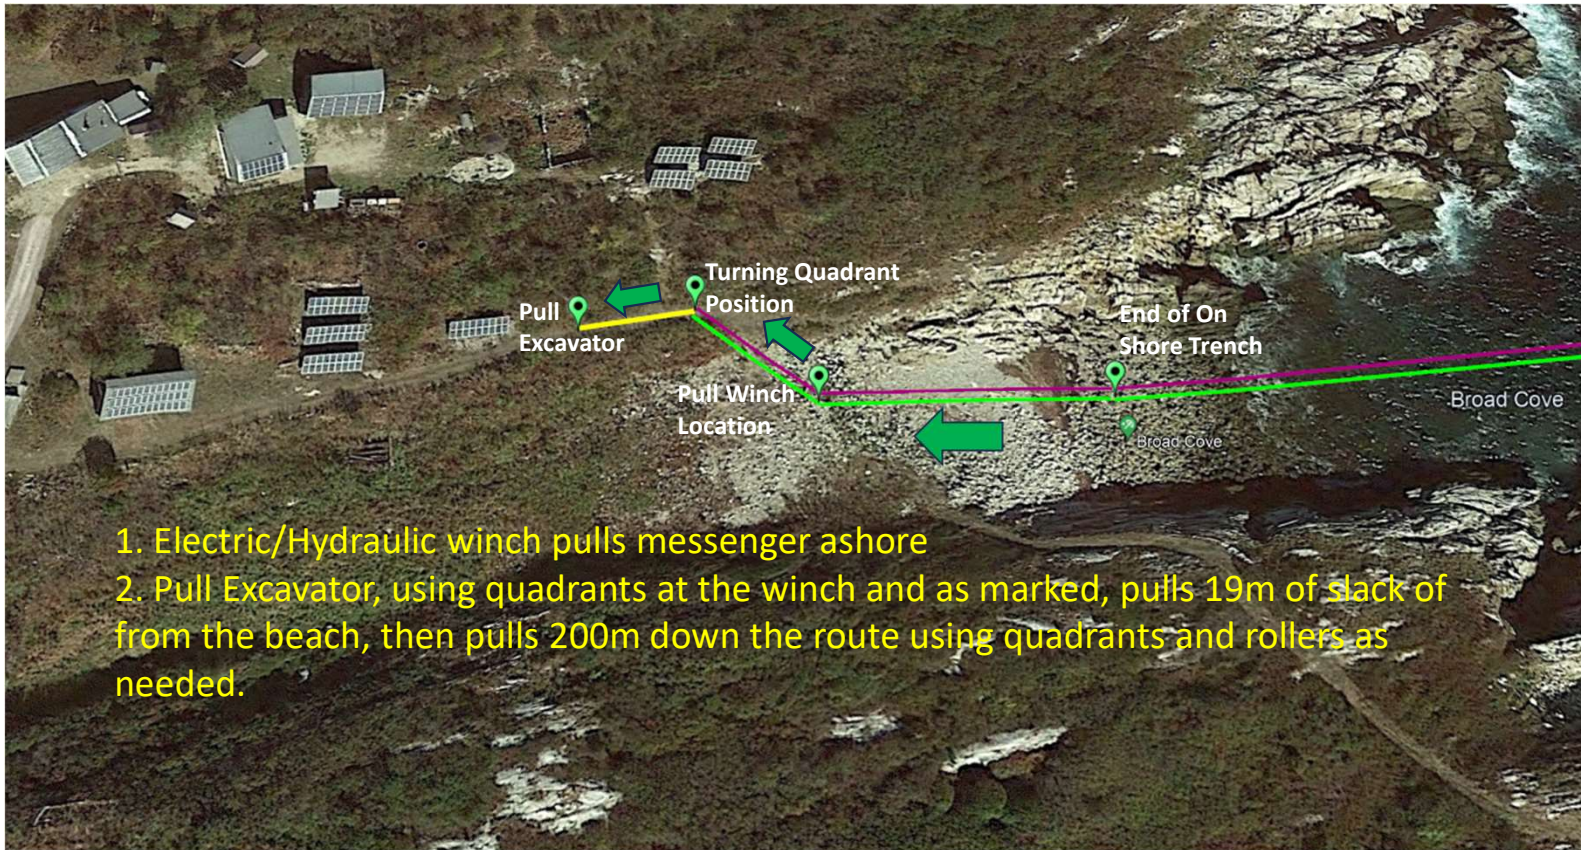 Turning Quadrant
Position
Pull
Excavator
End of On
Shore Trench
Pull Winch
Location
Broad Cove
Broad Cove
1. Electric/Hydraulic winch pulls messenger ashore
2. Pull Excavator, using quadrants at the winch and as marked, pulls 19m of slack of
from the beach, then pulls 200m down the route using quadrants and rollers as
needed.